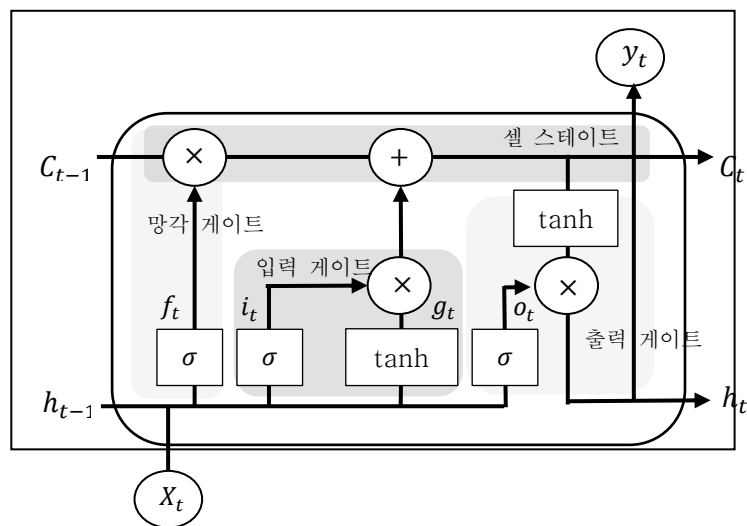 y_t
셀 스테이트
C_{t-1} × + C_t
망각 게이트 tanh
입력 게이트
f_t i_t × g_t o_t ×
σ σ tanh σ 출력 게이트
h_{t-1} h_t
X_t